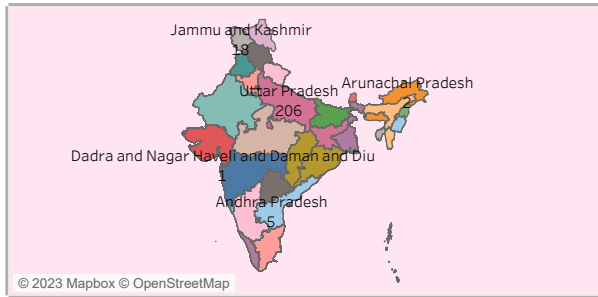 Jammu and Kashmir
18
Arunachal Pradesh
2
Uttar Pradesh
206
Dadra and Nagar Haveli and Daman and Diu
1
Andhra Pradesh
5
© 2023 Mapbox © OpenStreetMap